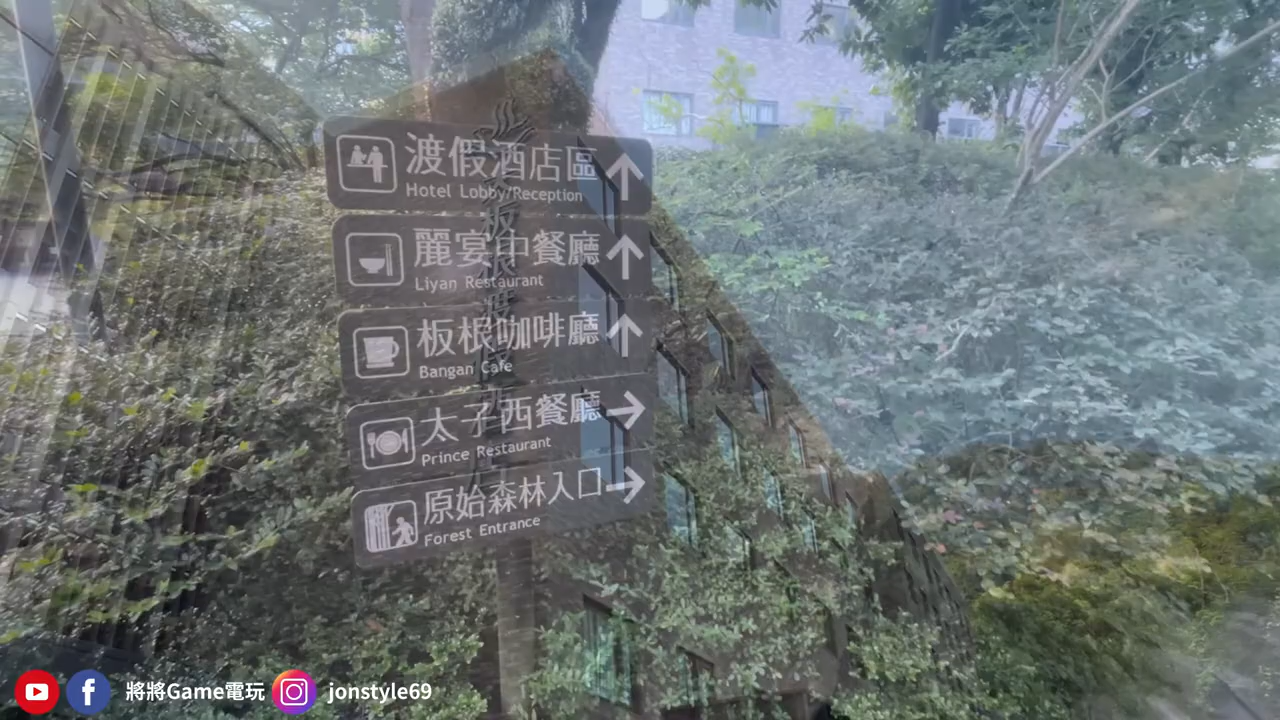 渡假酒店區
Hotel Lobby/Reception
麗宴中餐廳
Liyan Restaurant
板根咖啡廳
Bangan Cafe
太子西餐廳
Prince Restaurant
原始森林入口
Forest Entrance
將將Game電玩 jonstyle69